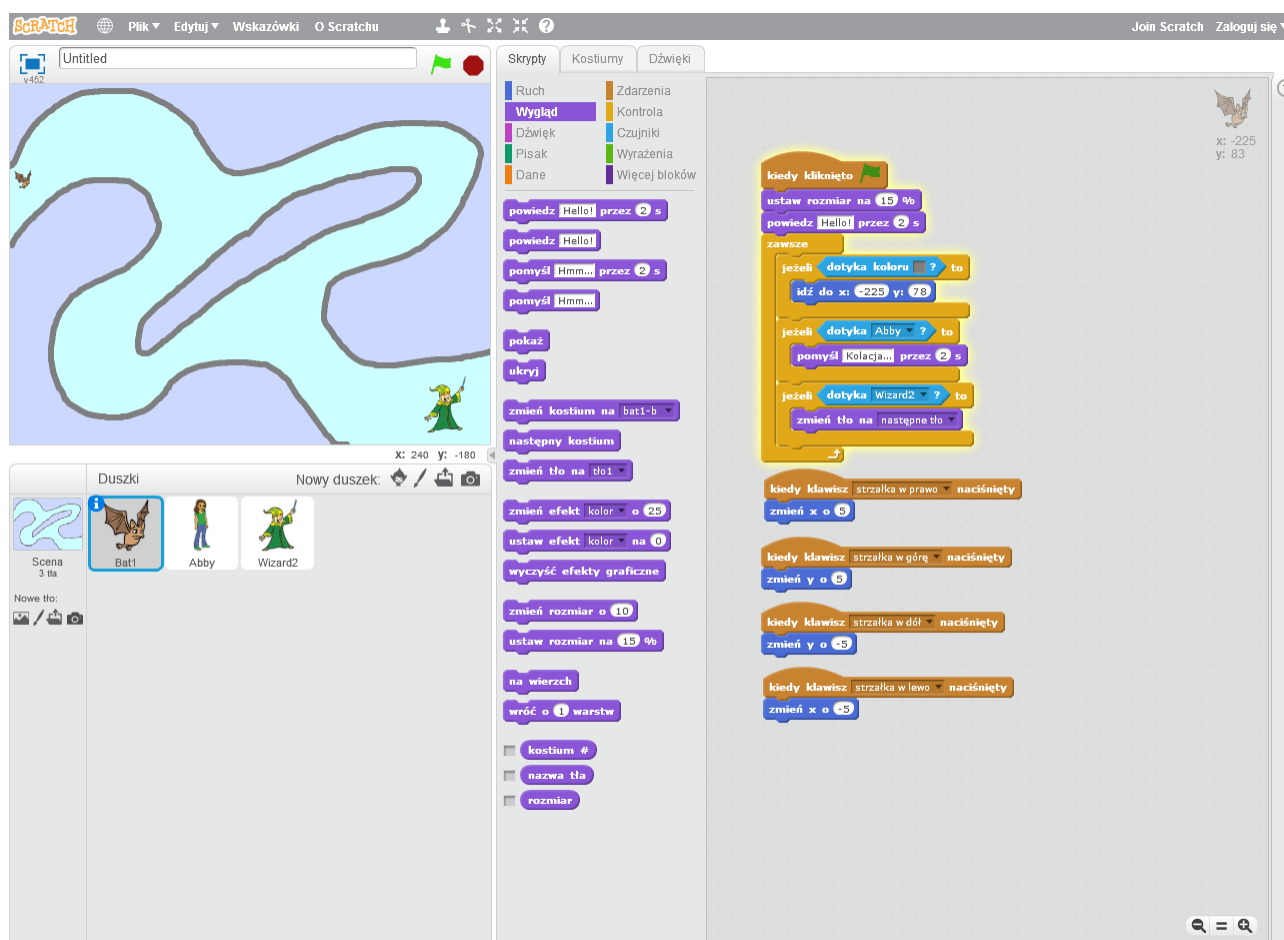 SCRATCH Plik ▼ Edytuj ▼ Wskazówki O Scratchu Join Scratch Zaloguj się
v452
Untitled
Skrypty Kostiumy Dźwięki
Ruch Zdarzenia
Wygląd Kontrola
Dźwięk Czujniki
Pisak Wyrażenia
Dane Więcej bloków
powiedz Hello! przez 2 s
powiedz Hello!
pomyśl Hmm... przez 2 s
pomyśl Hmm...
pokaż
ukryj
zmień kostium na bat1-b
następny kostium
zmień tło na tło1
zmień efekt kolor o 25
ustaw efekt kolor na 0
wyczyść efekty graficzne
zmień rozmiar o 10
ustaw rozmiar na 15 %
na wierzch
wróć o 1 warstw
kostium #
nazwa tła
rozmiar
x: -225
y: 83
kiedy kliknięto
ustaw rozmiar na 15 %
powiedz Hello! przez 2 s
zawsze
jeżeli dotyka koloru ? to
idź do x: -225 y: 78
jeżeli dotyka Abby ? to
pomyśl Kolacja... przez 2 s
jeżeli dotyka Wizard2 ? to
zmień tło na następne tło
kiedy klawisz strzałka w prawo naciśnięty
zmień x o 5
kiedy klawisz strzałka w górę naciśnięty
zmień y o 5
kiedy klawisz strzałka w dół naciśnięty
zmień y o -5
kiedy klawisz strzałka w lewo naciśnięty
zmień x o -5
x: 240 y: -180
Duszki Nowy duszek:
Scena
3 tła
Nowe tło:
Bat1 Abby Wizard2